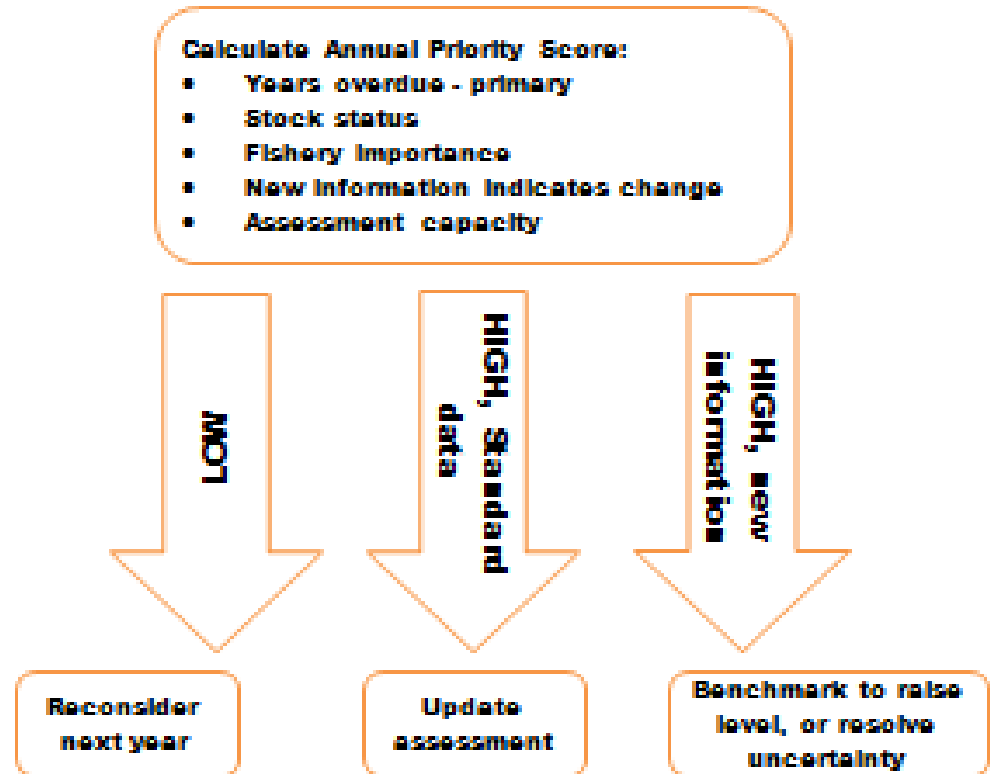 Calculate Annual Priority Score:
• Years overdue - primary
• Stock status
• Fishery importance
• New information indicates change
• Assessment capacity
LOW
HIGH, Standard
data
HIGH, new
information
Reconsider
next year
Update
assessment
Benchmark to raise
level, or resolve
uncertainty